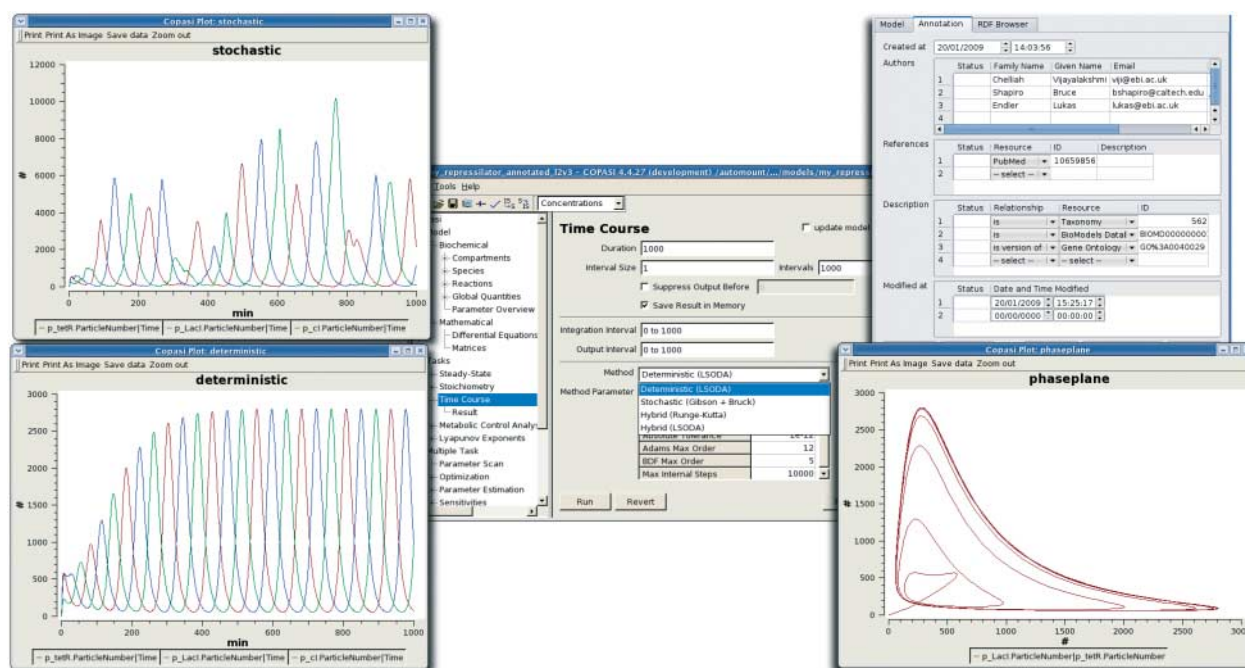 Copasi Plot: stochastic
Print Print As Image Save data Zoom out
stochastic
12000
10000
8000
6000
4000
2000
0
#
0 200 400 600 800 1000
min
p_tetR.ParticleNumber|Time p_LacI.ParticleNumber|Time p_cI.ParticleNumber|Time
Copasi Plot: deterministic
Print Print As Image Save data Zoom out
deterministic
3000
2500
2000
1500
1000
500
0
#
0 200 400 600 800 1000
min
p_tetR.ParticleNumber|Time p_LacI.ParticleNumber|Time p_cI.ParticleNumber|Time
my_repressilator_annotated_l2v3 - COPASI 4.4.27 (development) /automount/.../models/my_repress
Tools Help
Concentrations
Model
Biochemical
Compartments
Species
Reactions
Global Quantities
Parameter Overview
Mathematical
Differential Equations
Matrices
Tasks
Steady-State
Stoichiometry
Time Course
Result
Metabolic Control Analys
Lyapunov Exponents
Multiple Task
Parameter Scan
Optimization
Parameter Estimation
Sensitivities
Time Course
update model
Duration 1000
Interval Size 1 Intervals 1000
Suppress Output Before
Save Result in Memory
Integration Interval 0 to 1000
Output Interval 0 to 1000
Method Deterministic (LSODA)
Method Parameter
Deterministic (LSODA)
Stochastic (Gibson + Bruck)
Hybrid (Runge-Kutta)
Hybrid (LSODA)
Absolute Tolerance 1e-12
Adams Max Order 12
BDF Max Order 5
Max Internal Steps 10000
Run Revert
Model Annotation RDF Browser
Created at 20/01/2009 14:03:56
Authors
Status Family Name Given Name Email
1 Chelliah Vijayalakshmi viji@ebi.ac.uk
2 Shapiro Bruce bshapiro@caltech.edu
3 Endler Lukas lukas@ebi.ac.uk
4
References
Status Resource ID Description
1 PubMed 10659856
2 -- select --
Description
Status Relationship Resource ID
1 is Taxonomy 562
2 is BioModels Datal BIOMD000000001
3 is version of Gene Ontology GO%3A0040029
4 -- select -- -- select --
Modified at
Status Date and Time Modified
1 20/01/2009 15:25:17
2 00/00/0000 00:00:00
Copasi Plot: phaseplane
Print Print As Image Save data Zoom out
phaseplane
3000
2500
2000
1500
1000
500
0
#
0 500 1000 1500 2000 2500 3000
#
p_LacI.ParticleNumber|p_tetR.ParticleNumber